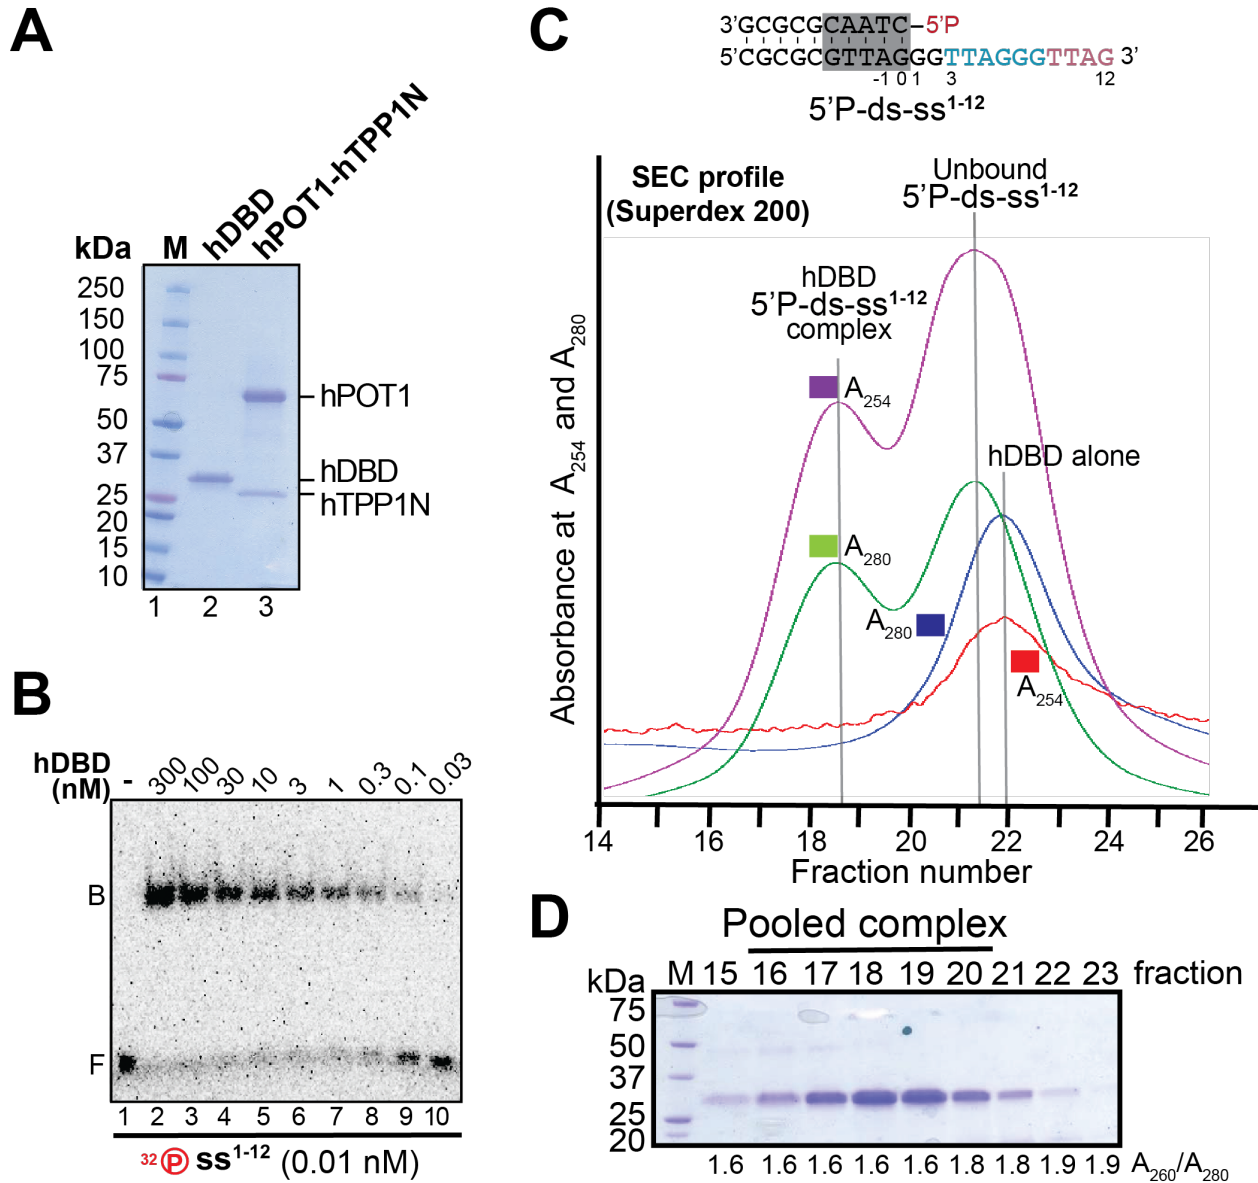 A
hDBD
hPOT1-hTPP1N
kDa M
250
150
100
75
50
37
25
20
15
10
hPOT1
hDBD
hTPP1N
1 2 3
B
hDBD
(nM)
- 300 100 30 10 3 1 0.3 0.1 0.03
B
F
1 2 3 4 5 6 7 8 9 10
32 P ss1-12 (0.01 nM)
C
3'GCGCGCAATC–5'P
5'CGCGCGTTAGGGTTAGGGTTAG 3'
-1 0 1 3 12
5'P-ds-ss1-12
SEC profile
(Superdex 200)
Unbound
5'P-ds-ss1-12
hDBD
5'P-ds-ss1-12
complex
A254
hDBD alone
A280
A280
A254
Absorbance at A254 and A280
14 16 18 20 22 24 26
Fraction number
D
Pooled complex
kDa M 15 16 17 18 19 20 21 22 23 fraction
75
50
37
25
20
1.6 1.6 1.6 1.6 1.6 1.8 1.8 1.9 1.9 A260/A280